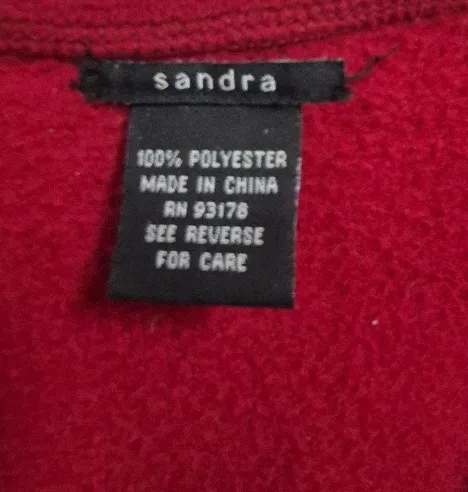 sandra
100% POLYESTER
MADE IN CHINA
RN 93178
SEE REVERSE
FOR CARE